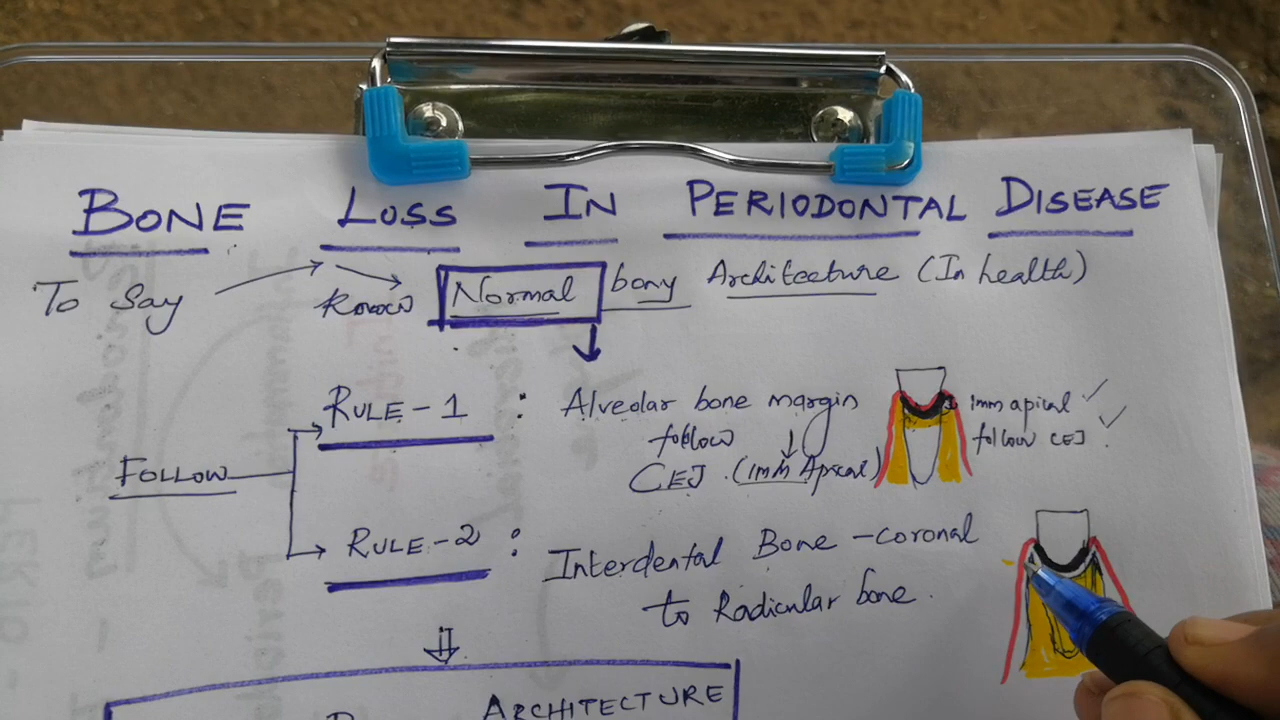 BONE LOSS IN PERIODONTAL DISEASE
To Say Know Normal bony Architecture (In health)
RULE-1 : Alveolar bone margin
follow
CEJ (1mm Apical)
1mm apical
follow CEJ
FOLLOW
RULE-2 : Interdental Bone - coronal
to Radicular bone.
ARCHITECTURE